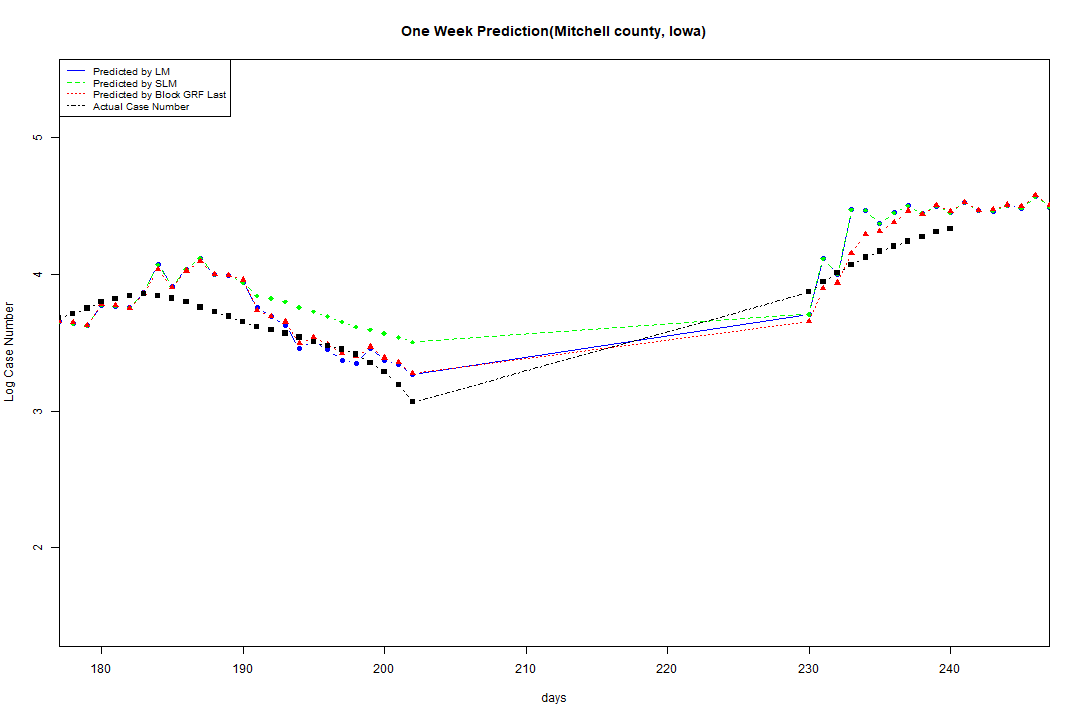 One Week Prediction(Mitchell county, Iowa)
Predicted by LM
Predicted by SLM
Predicted by Block GRF Last
Actual Case Number
5
4
3
2
Log Case Number
180 190 200 210 220 230 240
days